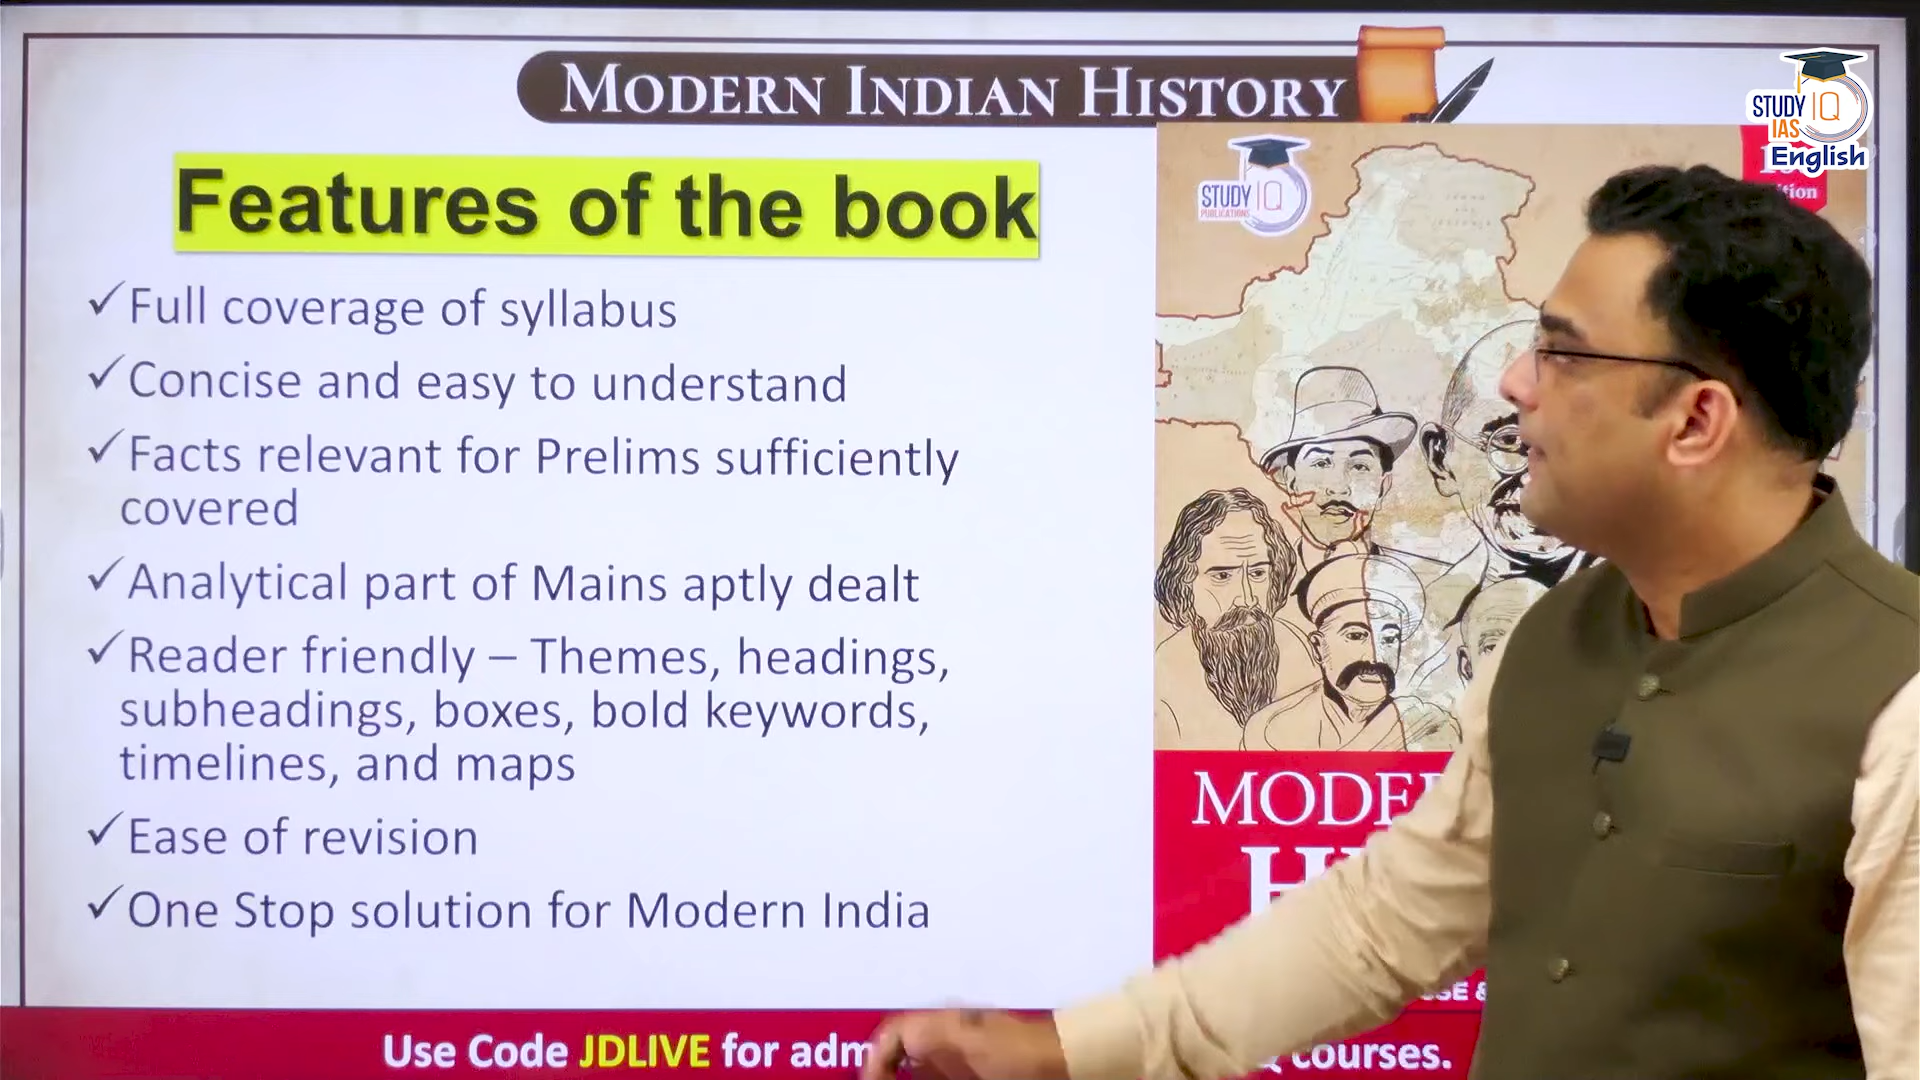 MODERN INDIAN HISTORY
STUDY IQ
IAS
English
Features of the book
✓Full coverage of syllabus
✓Concise and easy to understand
✓Facts relevant for Prelims sufficiently
covered
✓Analytical part of Mains aptly dealt
✓Reader friendly – Themes, headings,
subheadings, boxes, bold keywords,
timelines, and maps
✓Ease of revision
✓One Stop solution for Modern India
STUDY IQ
PUBLICATIONS
Use Code JDLIVE for
courses.